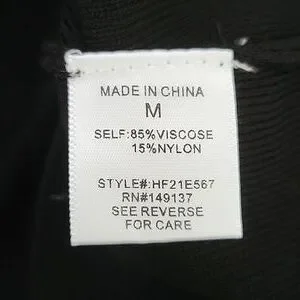 MADE IN CHINA
M
SELF:85%VISCOSE
15%NYLON
STYLE#:HF21E567
RN#149137
SEE REVERSE
FOR CARE